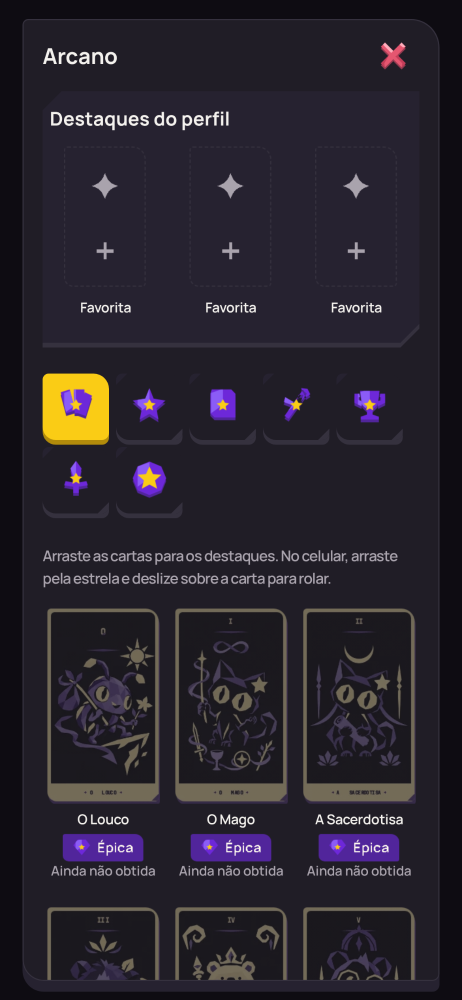 Arcano
Destaques do perfil
Favorita Favorita Favorita
Arraste as cartas para os destaques. No celular, arraste
pela estrela e deslize sobre a carta para rolar.
0 I II
• O LOUCO • • O MAGO • • A SACERDOTISA •
O Louco O Mago A Sacerdotisa
Épica Épica Épica
Ainda não obtida Ainda não obtida Ainda não obtida
III IV V